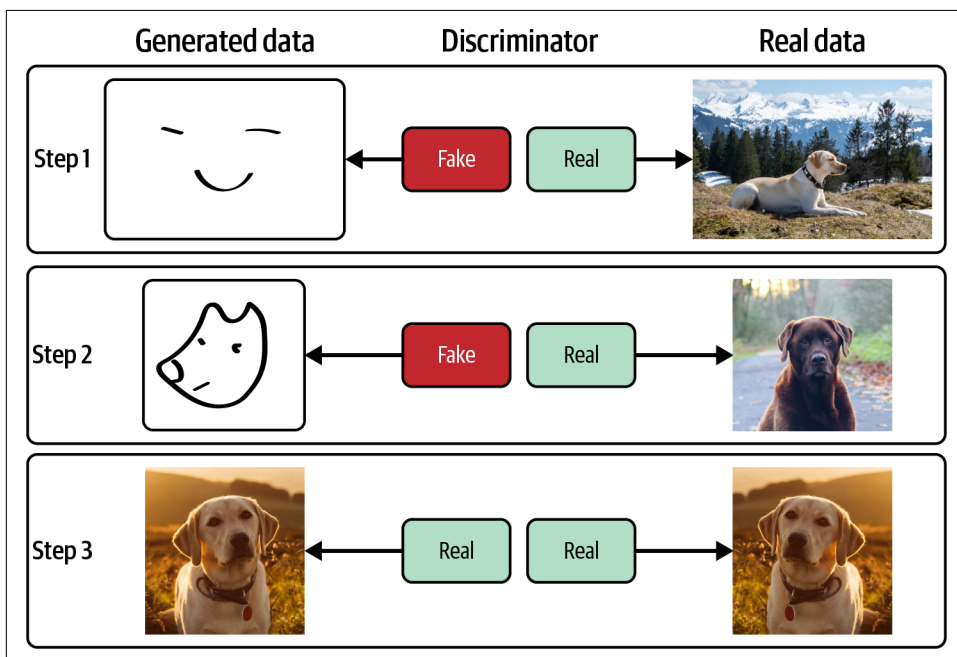 Generated data
Discriminator
Real data
Step 1
Fake
Real
Step 2
Fake
Real
Step 3
Real
Real